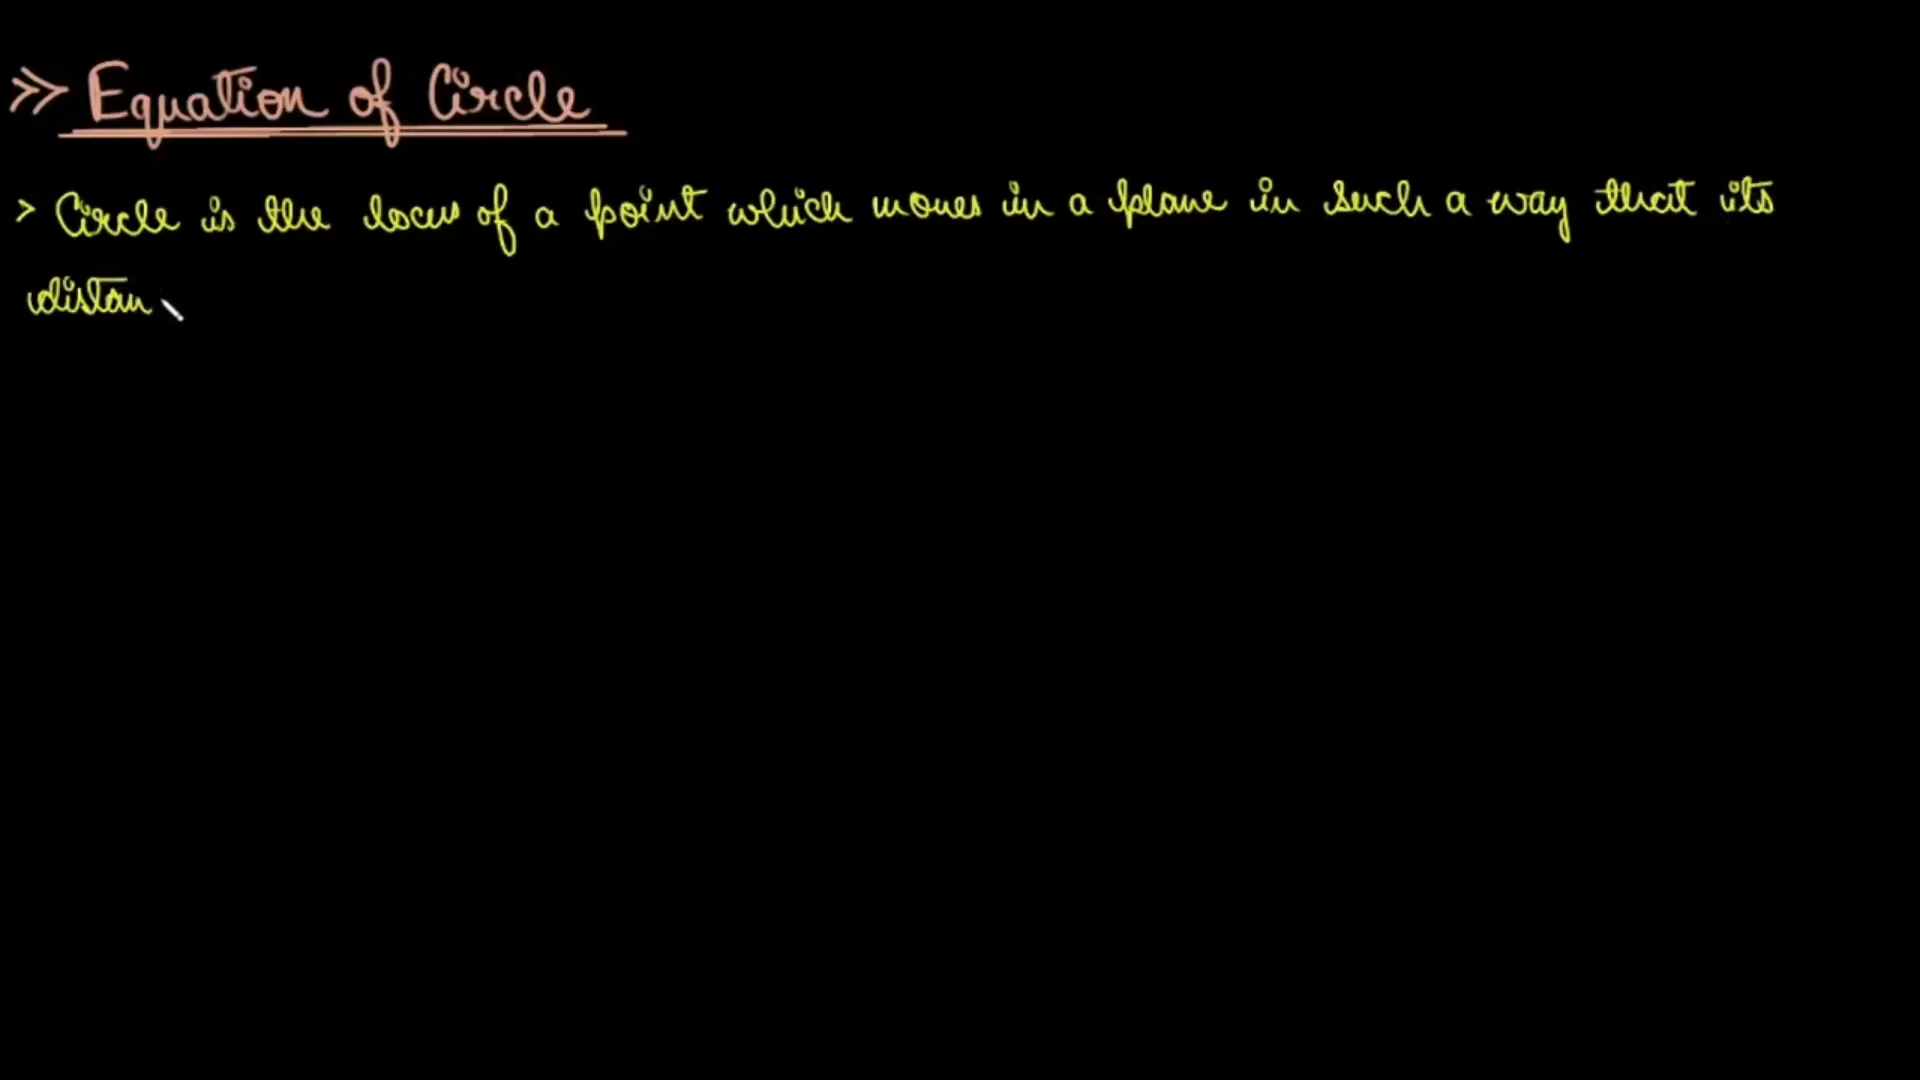 >> Equation of Circle
> Circle is the locus of a point which moves in a plane in such a way that its
distan